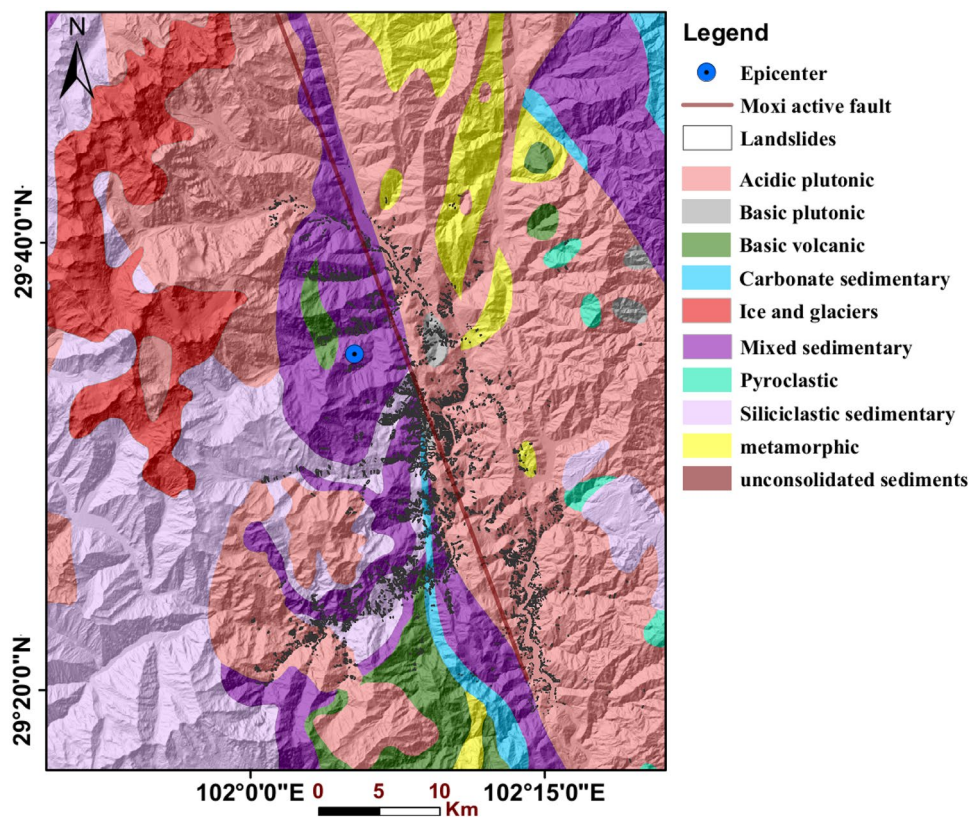 N
29°40'0"N
29°20'0"N
102°0'0"E
102°15'0"E
0 5 10
Km
Legend
Epicenter
Moxi active fault
Landslides
Acidic plutonic
Basic plutonic
Basic volcanic
Carbonate sedimentary
Ice and glaciers
Mixed sedimentary
Pyroclastic
Siliciclastic sedimentary
metamorphic
unconsolidated sediments